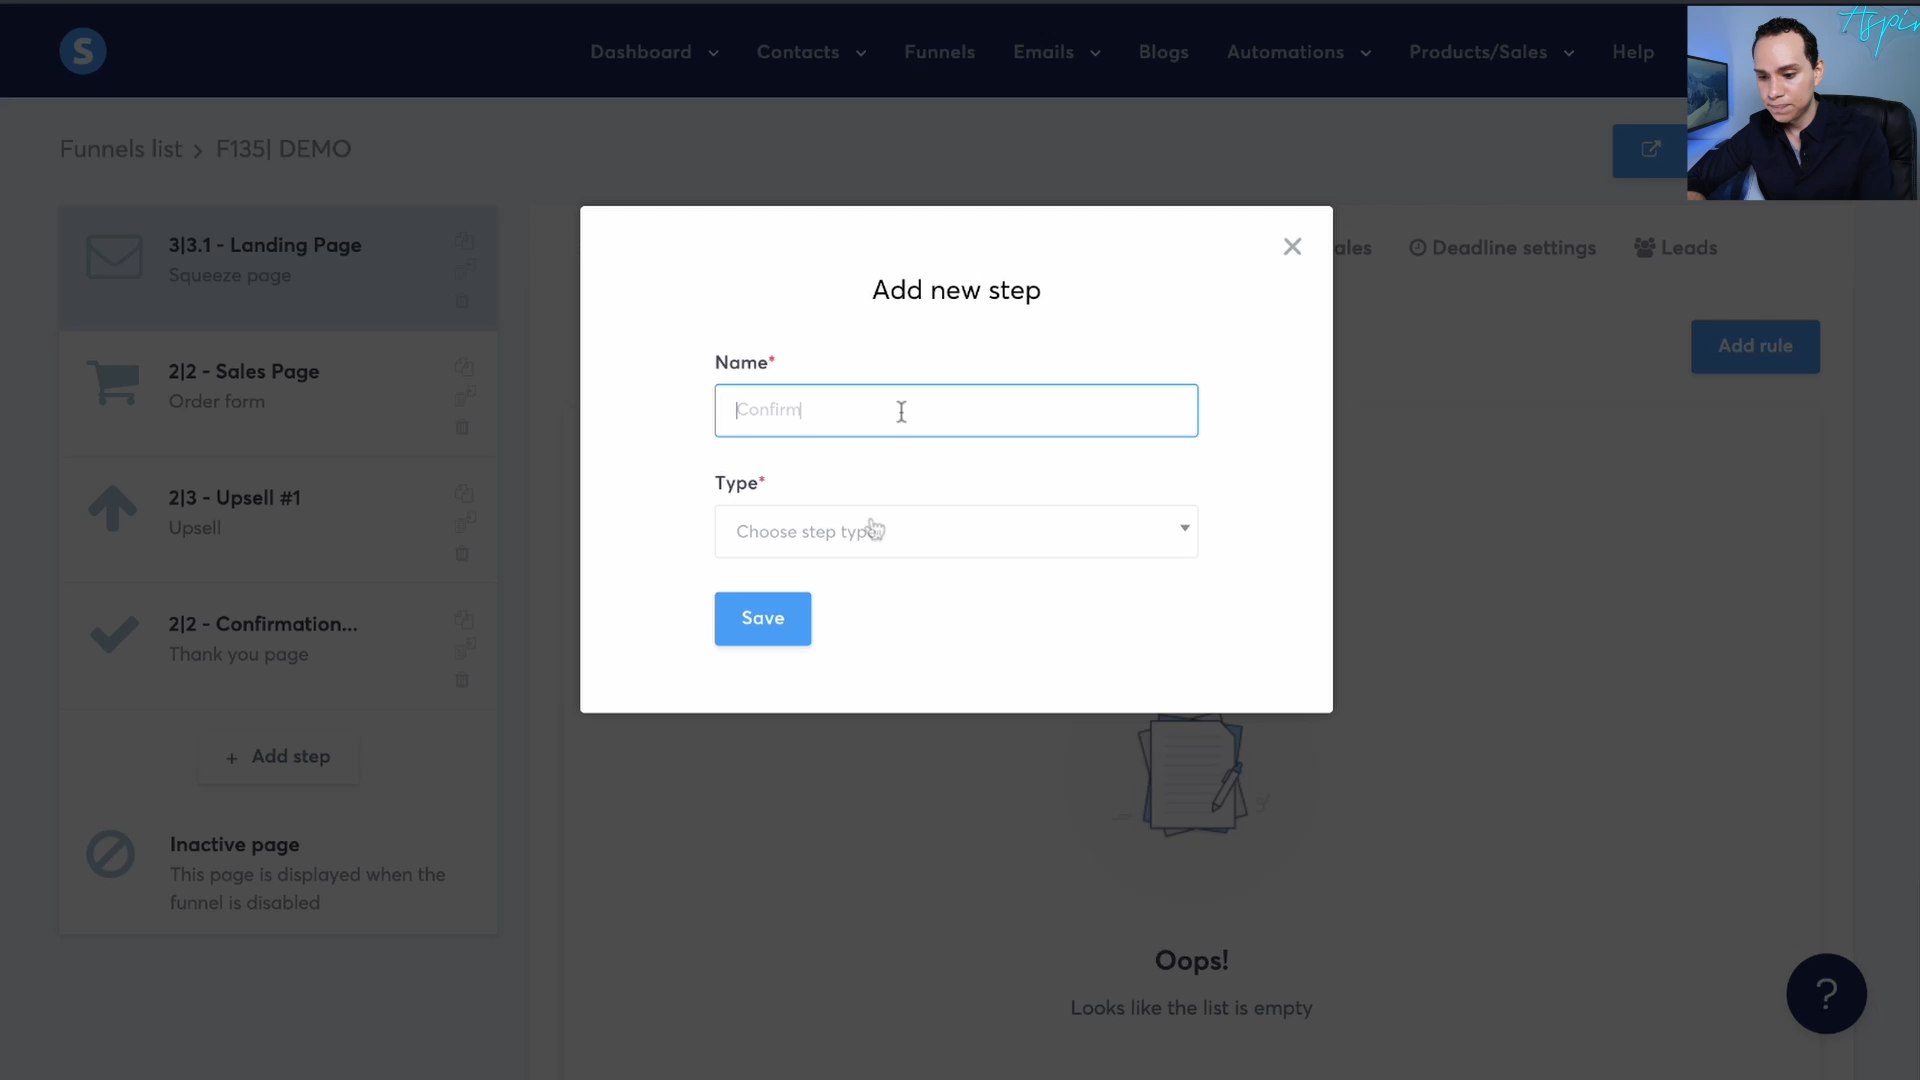 S
Dashboard
Contacts
Funnels
Emails
Blogs
Automations
Products/Sales
Help
Funnels list > F135| DEMO
3|3.1 - Landing Page
Squeeze page
ales
Deadline settings
Leads
Add new step
Add rule
Name*
Confirm
2|2 - Sales Page
Order form
Type*
Choose step type
2|3 - Upsell #1
Upsell
Save
2|2 - Confirmation...
Thank you page
+ Add step
Inactive page
This page is displayed when the
funnel is disabled
Oops!
Looks like the list is empty
?